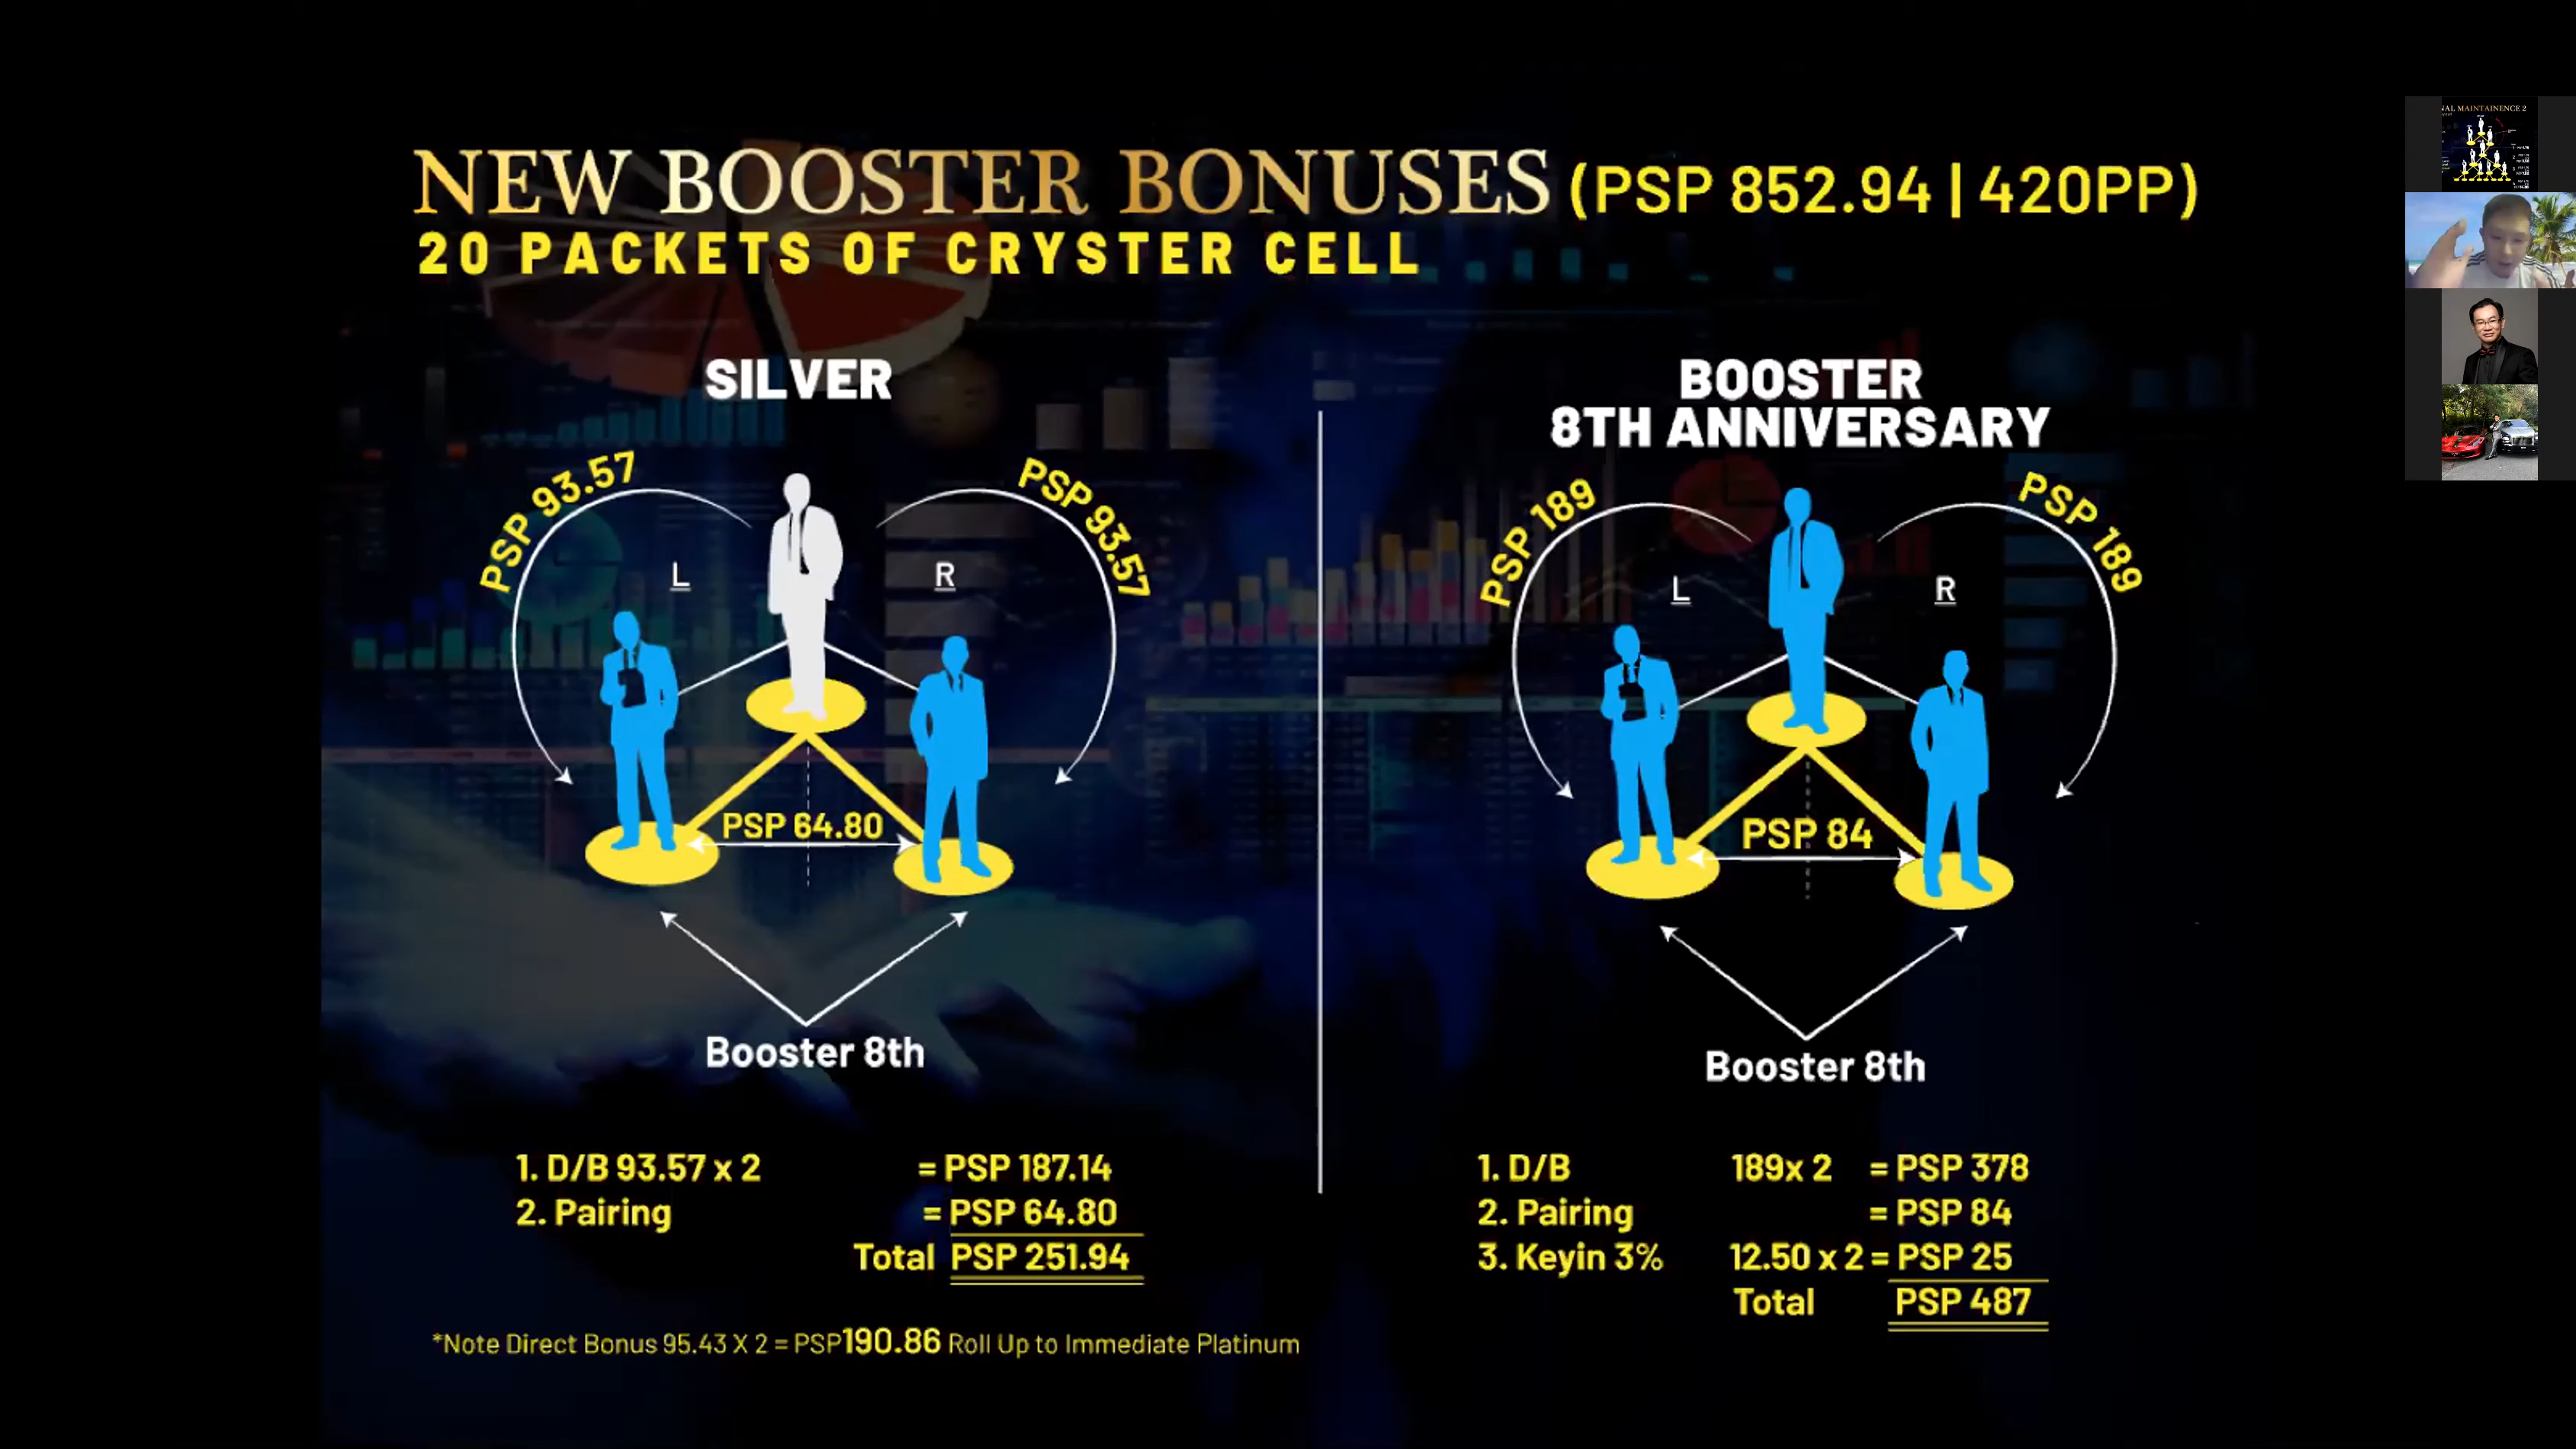 NEW BOOSTER BONUSES (PSP 852.94 | 420PP)
20 PACKETS OF CRYSTER CELL
SILVER
PSP 93.57
PSP 93.57
L
R
PSP 64.80
Booster 8th
1. D/B 93.57 x 2 = PSP 187.14
2. Pairing = PSP 64.80
Total PSP 251.94
*Note Direct Bonus 95.43 X 2 = PSP190.86 Roll Up to Immediate Platinum
BOOSTER
8TH ANNIVERSARY
PSP 189
PSP 189
L
R
PSP 84
Booster 8th
1. D/B 189x 2 = PSP 378
2. Pairing = PSP 84
3. Keyin 3% 12.50 x 2 = PSP 25
Total PSP 487
NAL MAINTAINENCE 2